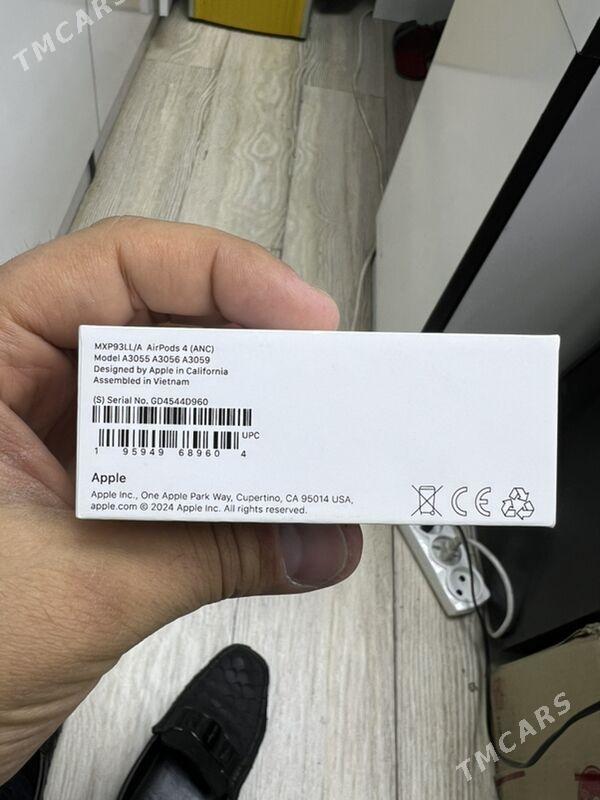 TMCARS
MXP93LL/A AirPods 4 (ANC)
Model A3055 A3056 A3059
Designed by Apple in California
Assembled in Vietnam
(S) Serial No. GD4544D960
UPC
1 95949 68960 4
Apple
Apple Inc., One Apple Park Way, Cupertino, CA 95014 USA,
apple.com © 2024 Apple Inc. All rights reserved.
CE
TMCARS